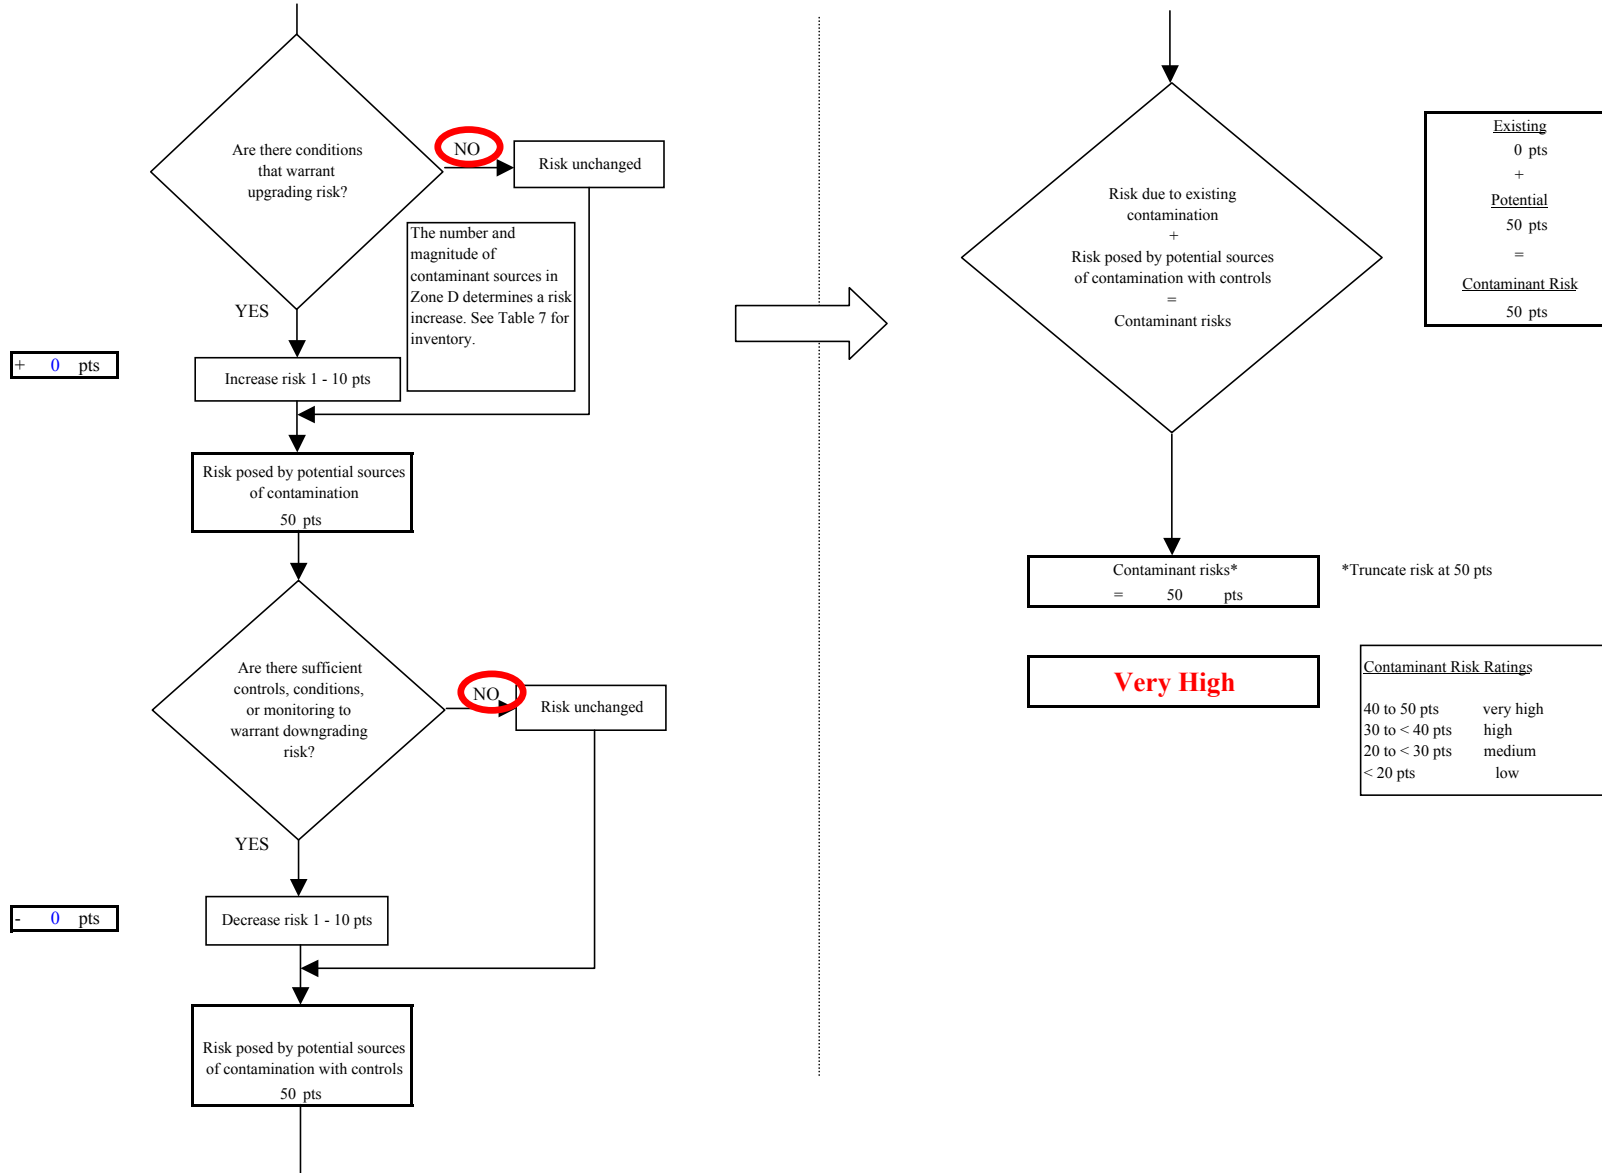 Are there conditions
that warrant
upgrading risk?
NO
Risk unchanged
The number and
magnitude of
contaminant sources in
Zone D determines a risk
increase. See Table 7 for
inventory.
YES
+ 0 pts
Increase risk 1 - 10 pts
Risk posed by potential sources
of contamination
50 pts
Are there sufficient
controls, conditions,
or monitoring to
warrant downgrading
risk?
NO
Risk unchanged
YES
- 0 pts
Decrease risk 1 - 10 pts
Risk posed by potential sources
of contamination with controls
50 pts
Risk due to existing
contamination
+
Risk posed by potential sources
of contamination with controls
=
Contaminant risks
Existing
0 pts
+
Potential
50 pts
=
Contaminant Risk
50 pts
Contaminant risks*
= 50 pts
*Truncate risk at 50 pts
Very High
Contaminant Risk Ratings
40 to 50 pts very high
30 to < 40 pts high
20 to < 30 pts medium
< 20 pts low